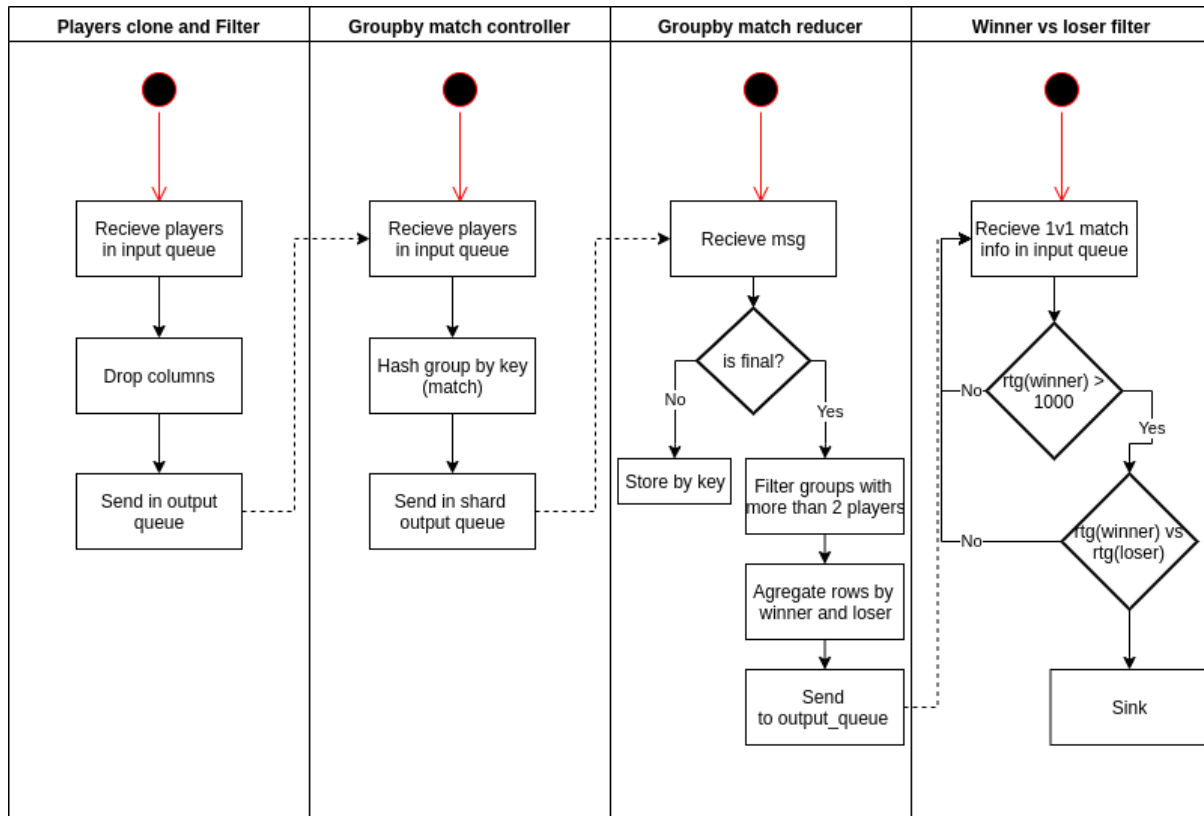 Players clone and Filter
Groupby match controller
Groupby match reducer
Winner vs loser filter
Recieve players
in input queue
Drop columns
Send in output
queue
Recieve players
in input queue
Hash group by key
(match)
Send in shard
output queue
Recieve msg
is final?
No
Yes
Store by key
Filter groups with
more than 2 players
Agregate rows by
winner and loser
Send
to output_queue
Recieve 1v1 match
info in input queue
rtg(winner) >
1000
No
Yes
rtg(winner) vs
rtg(loser)
No
Sink